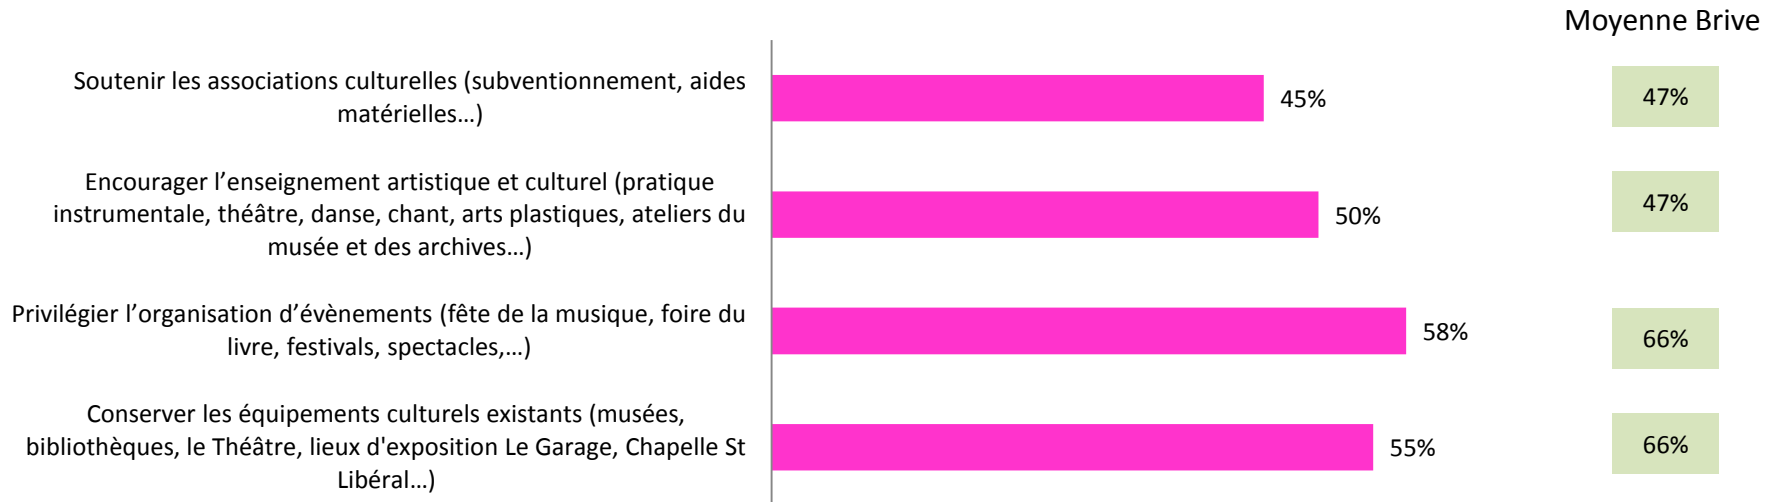 Moyenne Brive
Soutenir les associations culturelles (subventionnement, aides
matérielles…)
45%
47%
Encourager l’enseignement artistique et culturel (pratique
instrumentale, théâtre, danse, chant, arts plastiques, ateliers du
musée et des archives…)
50%
47%
Privilégier l’organisation d’évènements (fête de la musique, foire du
livre, festivals, spectacles,…)
58%
66%
Conserver les équipements culturels existants (musées,
bibliothèques, le Théâtre, lieux d'exposition Le Garage, Chapelle St
Libéral…)
55%
66%